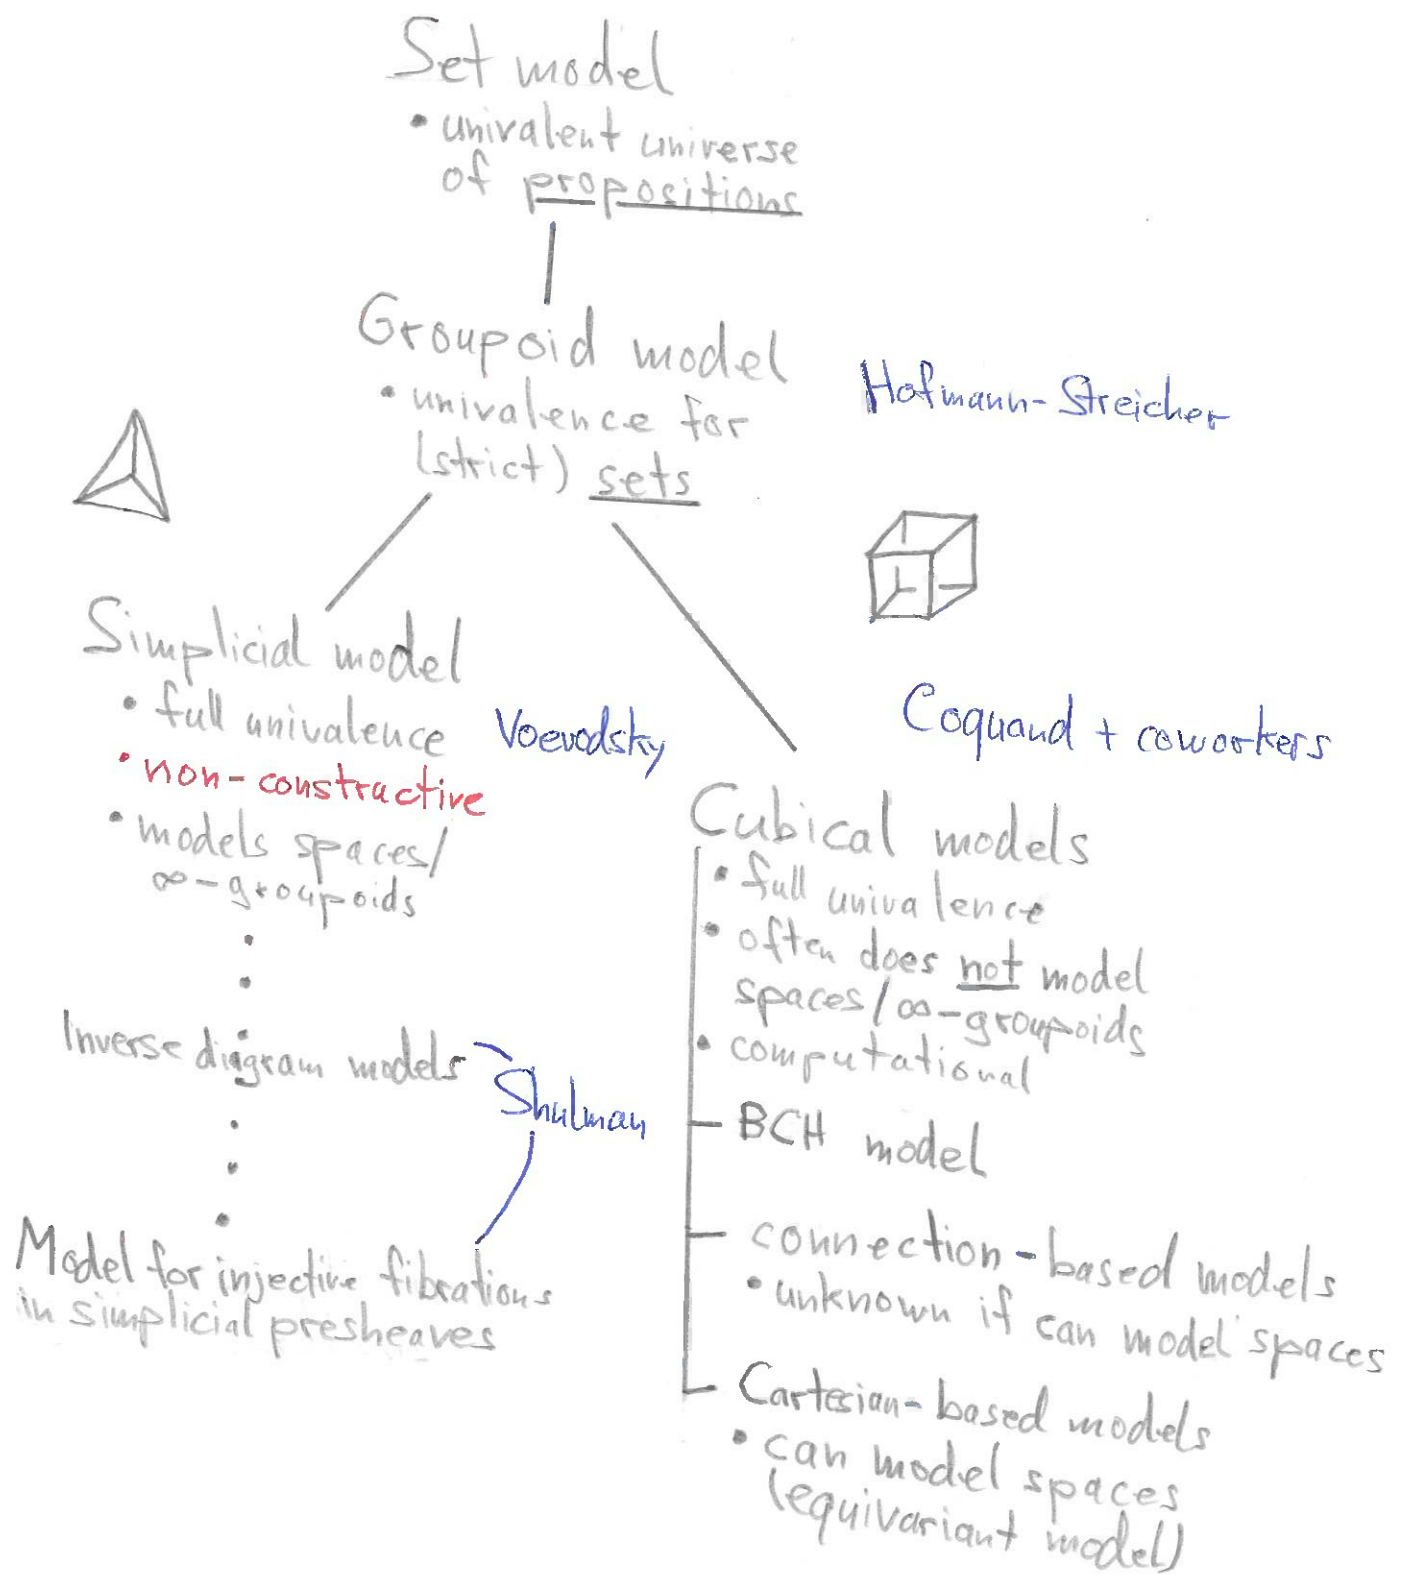 Set model
• univalent universe
of propositions
Groupoid model
• univalence for
(strict) sets
Hofmann-Streicher
Simplicial model
• full univalence
• non-constructive
• models spaces/
∞-groupoids
Voevodsky
Inverse diagram models
Shulman
Model for injective fibrations
in simplicial presheaves
Coquand + coworkers
Cubical models
• full univalence
• often does not model
spaces/∞-groupoids
• computational
BCH model
connection-based models
• unknown if can model spaces
Cartesian-based models
• can model spaces
(equivariant model)